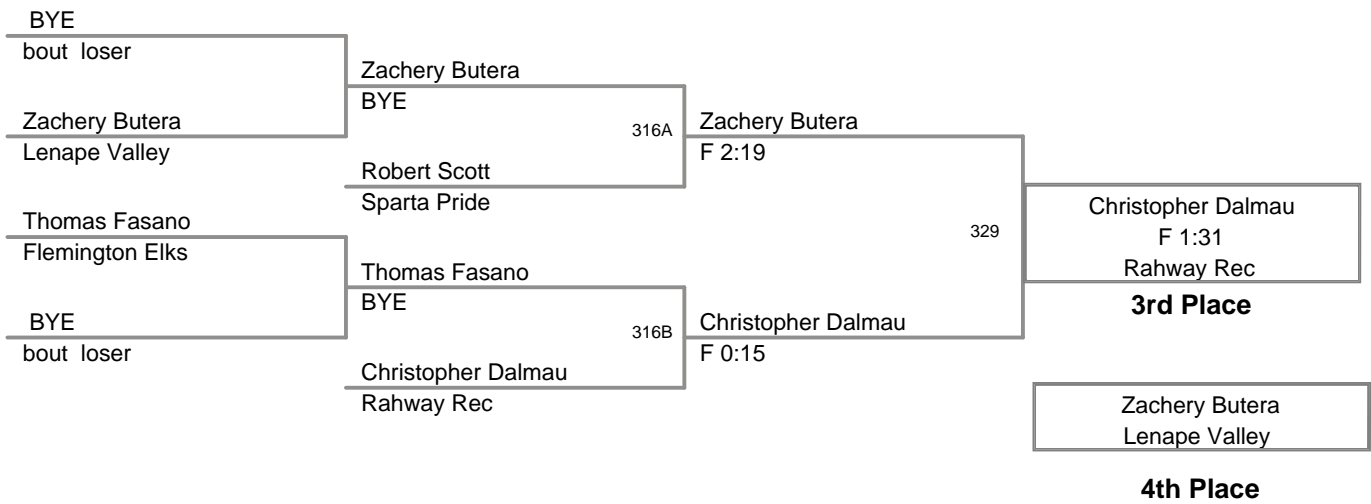 BYE
bout loser
Zachery Butera
BYE
Zachery Butera
Lenape Valley
316A
Zachery Butera
F 2:19
Robert Scott
Sparta Pride
Thomas Fasano
Flemington Elks
329
Christopher Dalmau
F 1:31
Rahway Rec
3rd Place
Thomas Fasano
BYE
BYE
bout loser
316B
Christopher Dalmau
F 0:15
Christopher Dalmau
Rahway Rec
Zachery Butera
Lenape Valley
4th Place